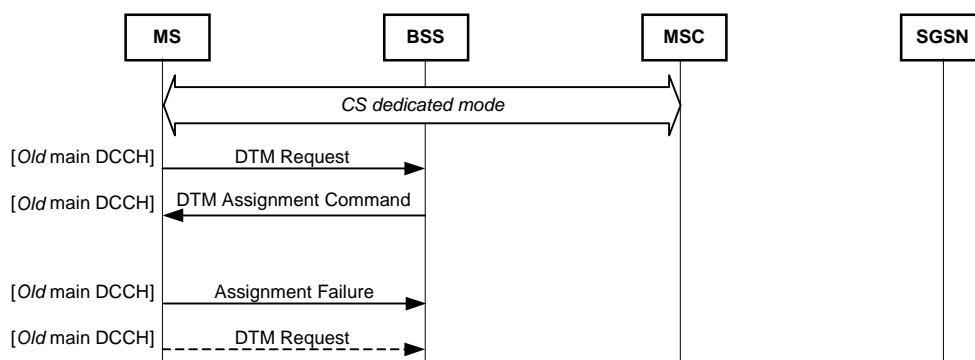 MS BSS MSC SGSN
CS dedicated mode
[Old main DCCH] DTM Request
[Old main DCCH] DTM Assignment Command
[Old main DCCH] Assignment Failure
[Old main DCCH] DTM Request